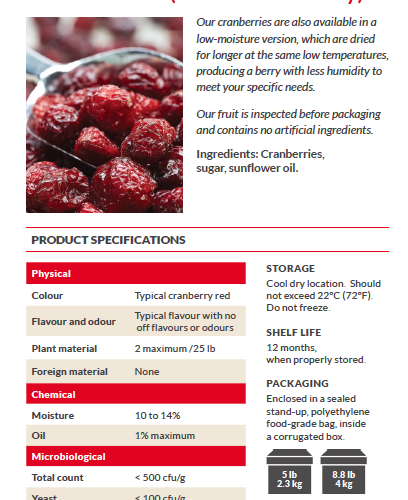 Our cranberries are also available in a
low-moisture version, which are dried
for longer at the same low temperatures,
producing a berry with less humidity to
meet your specific needs.
Our fruit is inspected before packaging
and contains no artificial ingredients.
Ingredients: Cranberries,
sugar, sunflower oil.
PRODUCT SPECIFICATIONS
Physical
Colour Typical cranberry red
Flavour and odour Typical flavour with no
off flavours or odours
Plant material 2 maximum /25 lb
Foreign material None
Chemical
Moisture 10 to 14%
Oil 1% maximum
Microbiological
Total count < 500 cfu/g
Yeast < 100 cfu/g
STORAGE
Cool dry location. Should
not exceed 22°C (72°F).
Do not freeze.
SHELF LIFE
12 months,
when properly stored.
PACKAGING
Enclosed in a sealed
stand-up, polyethylene
food-grade bag, inside
a corrugated box.
5 lb
2.3 kg
8.8 lb
4 kg